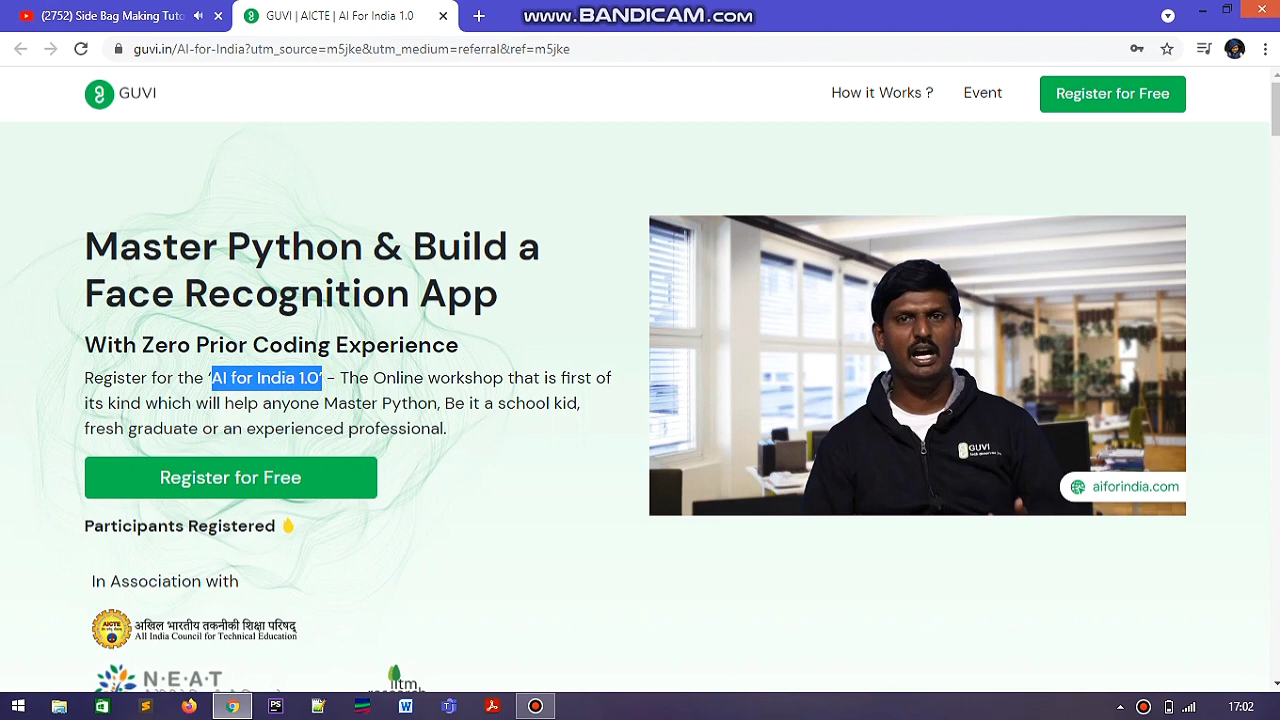 (2752) Side Bag Making Tuto
GUVI | AICTE | AI For India 1.0
www.BANDICAM.com
guvi.in/AI-for-India?utm_source=m5jke&utm_medium=referral&ref=m5jke
GUVI
How it Works ?
Event
Register for Free
Master Python & Build a
Face Recognition App
With Zero Prior Coding Experience
Register for the 'AI for India 1.0' - The Online workshop that is first of
its kind which will help anyone Master Python, Be it a school kid,
fresh graduate or an experienced professional.
Register for Free
Participants Registered
GUVI
aiforindia.com
In Association with
AICTE
अखिल भारतीय तकनीकी शिक्षा परिषद्
All India Council for Technical Education
N·E·A·T
iitm
research
17:02